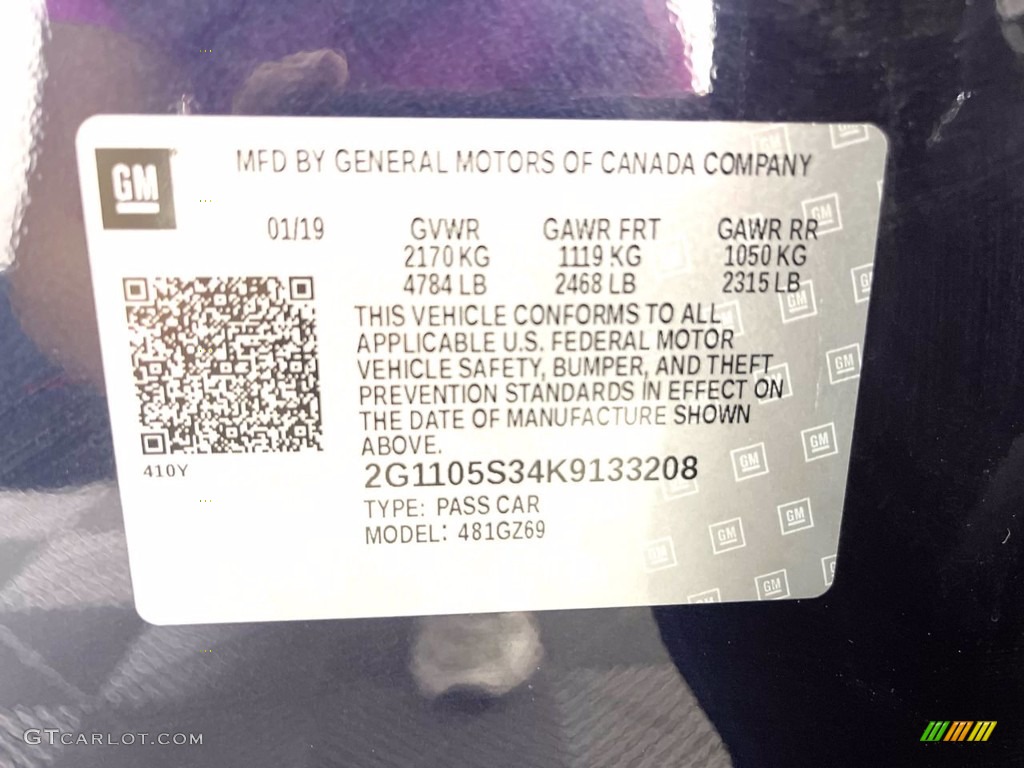 GM
MFD BY GENERAL MOTORS OF CANADA COMPANY
01/19 GVWR GAWR FRT GAWR RR
2170 KG 1119 KG 1050 KG
4784 LB 2468 LB 2315 LB
THIS VEHICLE CONFORMS TO ALL
APPLICABLE U.S. FEDERAL MOTOR
VEHICLE SAFETY, BUMPER, AND THEFT
PREVENTION STANDARDS IN EFFECT ON
THE DATE OF MANUFACTURE SHOWN
ABOVE.
410Y
2G1105S34K9133208
TYPE: PASS CAR
MODEL: 481GZ69
GTCARLOT.COM